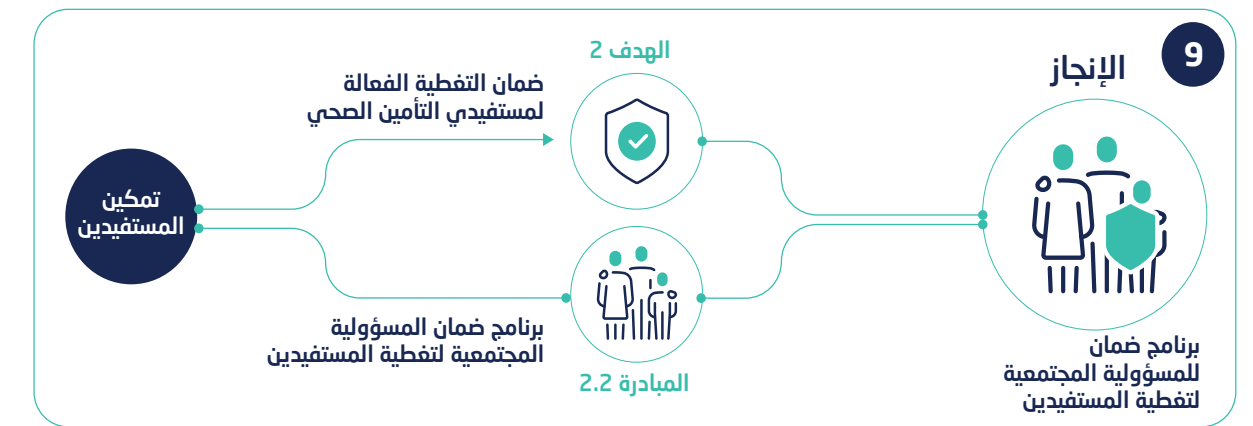 9
الإنجاز
برنامج ضمان
للمسؤولية المجتمعية
لتغطية المستفيدين
الهدف 2
ضمان التغطية الفعالة
لمستفيدي التأمين الصحي
برنامج ضمان المسؤولية
المجتمعية لتغطية المستفيدين
المبادرة 2.2
تمكين
المستفيدين